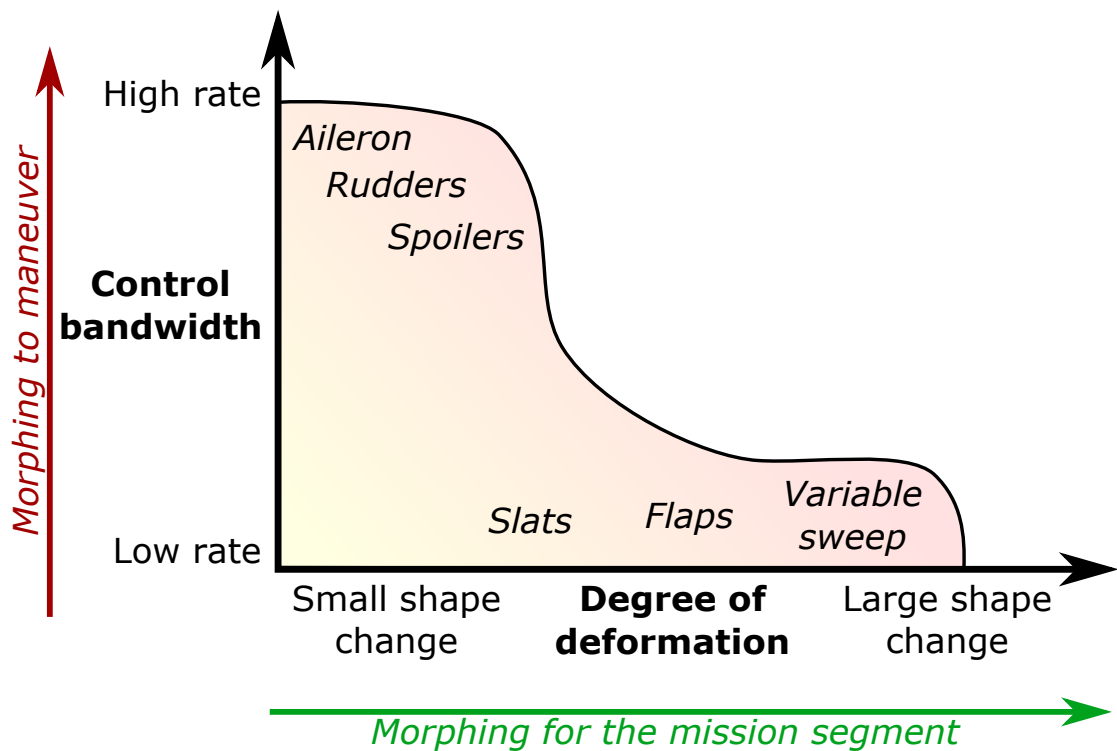 High rate
Morphing to maneuver
Aileron
Rudders
Spoilers
Control
bandwidth
Variable
sweep
Slats
Flaps
Low rate
Small shape
change
Degree of
deformation
Large shape
change
Morphing for the mission segment